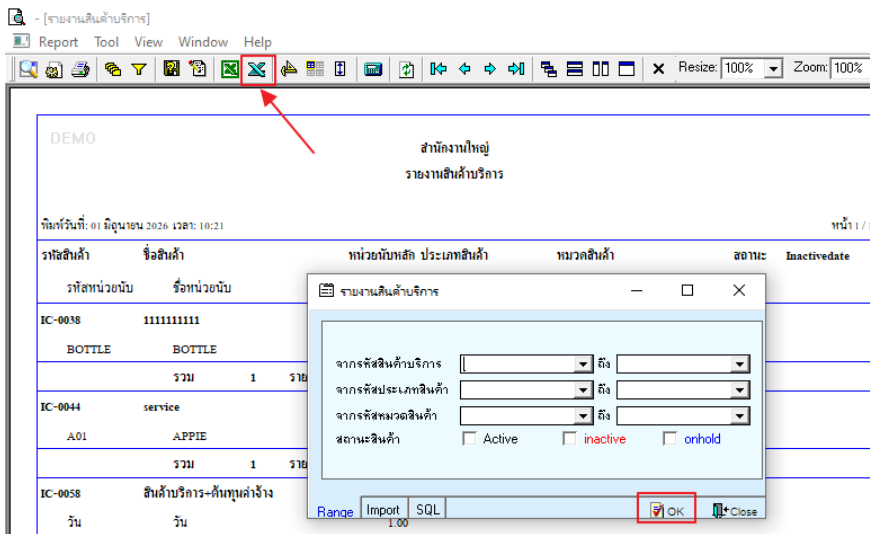 - [รายงานสินค้าบริการ]
Report Tool View Window Help
Resize: 100% Zoom: 100%
DEMO
สำนักงานใหญ่
รายงานสินค้าบริการ
พิมพ์วันที่: 01 มิถุนายน 2026 เวลา: 10:21 หน้า 1 /
รหัสสินค้า ชื่อสินค้า หน่วยนับหลัก ประเภทสินค้า หมวดสินค้า สถานะ Inactivedate
รหัสหน่วยนับ ชื่อหน่วยนับ
IC-0038 1111111111
BOTTLE BOTTLE
รวม 1 ราย
IC-0044 service
A01 APPIE
รวม 1 ราย
IC-0058 สินค้าบริการ+ต้นทุนค่าจ้าง
วัน วัน 1.00
รายงานสินค้าบริการ
จากรหัสสินค้าบริการ ถึง
จากรหัสประเภทสินค้า ถึง
จากรหัสหมวดสินค้า ถึง
สถานะสินค้า Active inactive onhold
Range Import SQL OK Close